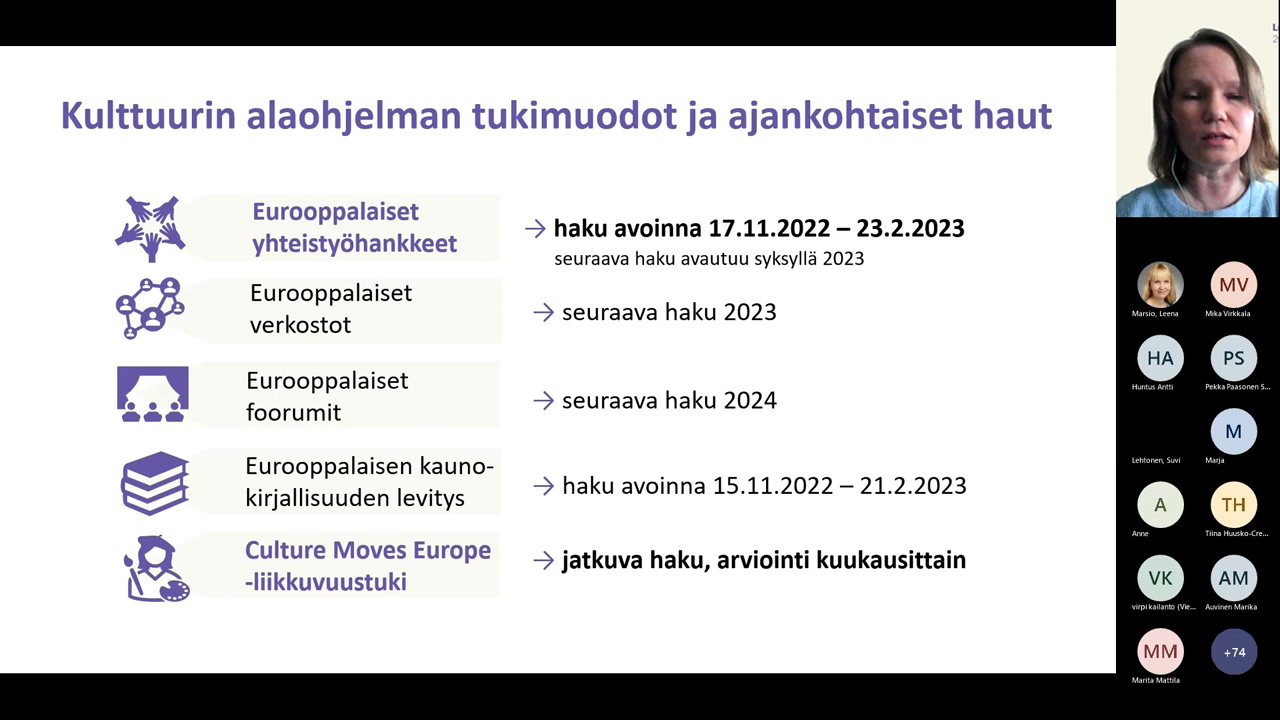 Kulttuurin alaohjelman tukimuodot ja ajankohtaiset haut
Eurooppalaiset
yhteistyöhankkeet
→ haku avoinna 17.11.2022 – 23.2.2023
seuraava haku avautuu syksyllä 2023
Eurooppalaiset
verkostot
→ seuraava haku 2023
Eurooppalaiset
foorumit
→ seuraava haku 2024
Eurooppalaisen kauno-
kirjallisuuden levitys
→ haku avoinna 15.11.2022 – 21.2.2023
Culture Moves Europe
-liikkuvuustuki
→ jatkuva haku, arviointi kuukausittain
Marsio, Leena
MV
Mika Virkkala
HA
Huntus Antti
PS
Pekka Paasonen S...
Lehtonen, Suvi
M
Marja
A
Anne
TH
Tiina Huusko-Cre...
VK
virpi kailanto (Vie...
AM
Auvinen Marika
MM
Marita Mattila
+74